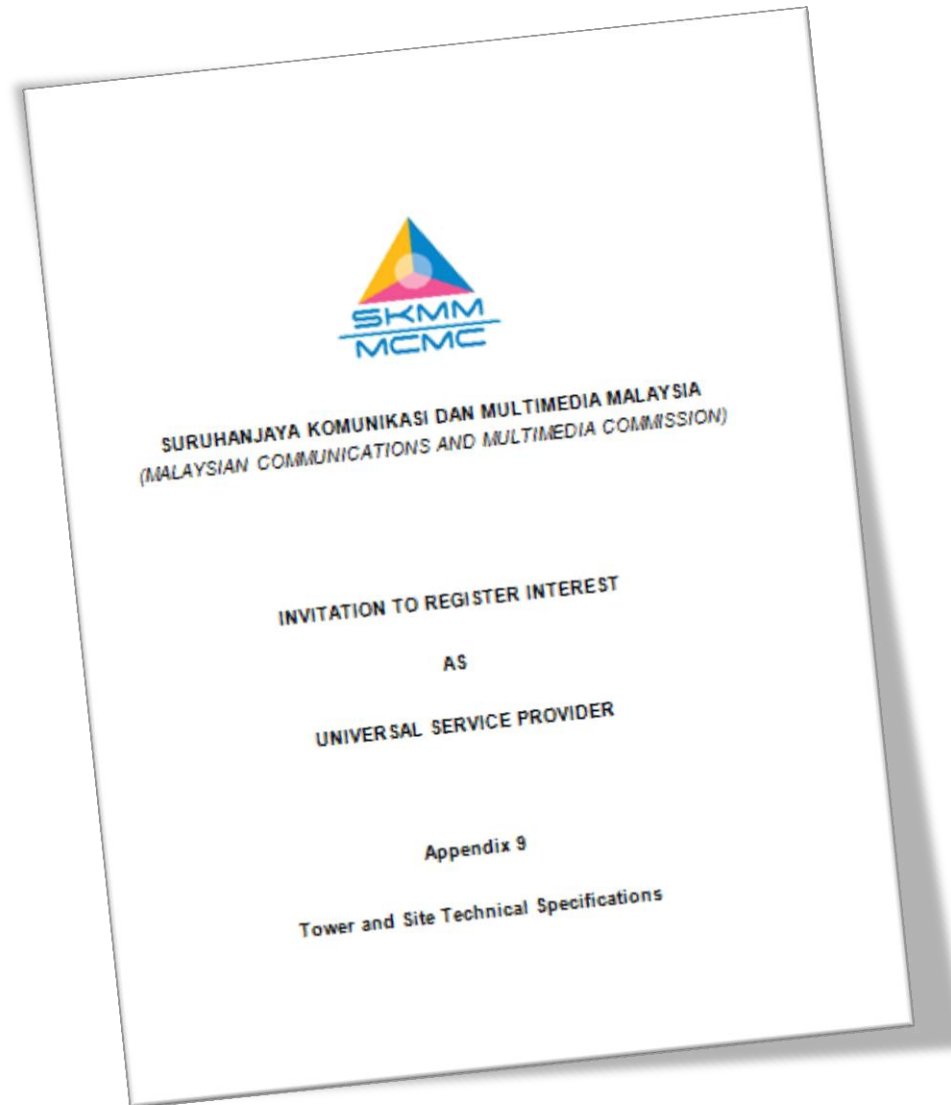 SKMM
MCMC
SURUHANJAYA KOMUNIKASI DAN MULTIMEDIA MALAYSIA
(MALAYSIAN COMMUNICATIONS AND MULTIMEDIA COMMISSION)
INVITATION TO REGISTER INTEREST
AS
UNIVERSAL SERVICE PROVIDER
Appendix 9
Tower and Site Technical Specifications